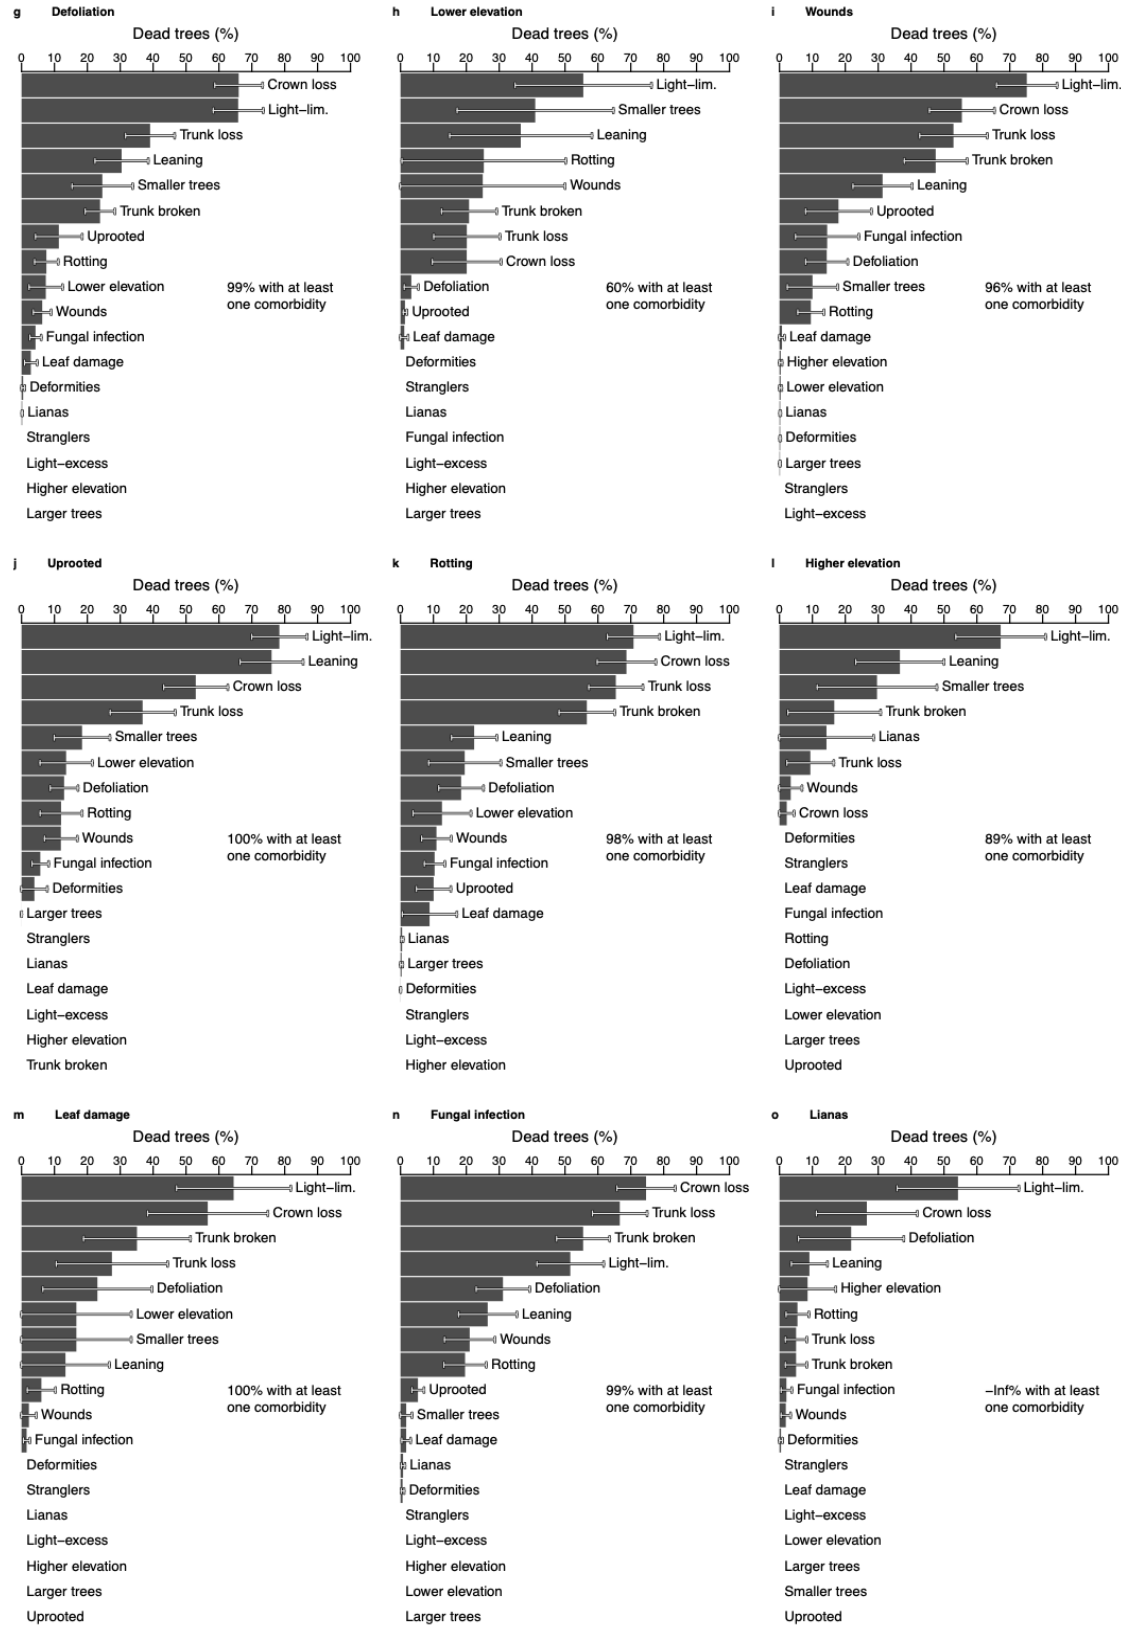 g Defoliation
Dead trees (%)
0 10 20 30 40 50 60 70 80 90 100
Crown loss
Light–lim.
Trunk loss
Leaning
Smaller trees
Trunk broken
Uprooted
Rotting
Lower elevation
Wounds
Fungal infection
Leaf damage
Deformities
Lianas
Stranglers
Light–excess
Higher elevation
Larger trees
99% with at least
one comorbidity
h Lower elevation
Dead trees (%)
0 10 20 30 40 50 60 70 80 90 100
Light–lim.
Smaller trees
Leaning
Rotting
Wounds
Trunk broken
Trunk loss
Crown loss
Defoliation
Uprooted
Leaf damage
Deformities
Stranglers
Lianas
Fungal infection
Light–excess
Higher elevation
Larger trees
60% with at least
one comorbidity
i Wounds
Dead trees (%)
0 10 20 30 40 50 60 70 80 90 100
Light–lim.
Crown loss
Trunk loss
Trunk broken
Leaning
Uprooted
Fungal infection
Defoliation
Smaller trees
Rotting
Leaf damage
Higher elevation
Lower elevation
Lianas
Deformities
Larger trees
Stranglers
Light–excess
96% with at least
one comorbidity
j Uprooted
Dead trees (%)
0 10 20 30 40 50 60 70 80 90 100
Light–lim.
Leaning
Crown loss
Trunk loss
Smaller trees
Lower elevation
Defoliation
Rotting
Wounds
Fungal infection
Deformities
Larger trees
Stranglers
Lianas
Leaf damage
Light–excess
Higher elevation
Trunk broken
100% with at least
one comorbidity
k Rotting
Dead trees (%)
0 10 20 30 40 50 60 70 80 90 100
Light–lim.
Crown loss
Trunk loss
Trunk broken
Leaning
Smaller trees
Defoliation
Lower elevation
Wounds
Fungal infection
Uprooted
Leaf damage
Lianas
Larger trees
Deformities
Stranglers
Light–excess
Higher elevation
98% with at least
one comorbidity
l Higher elevation
Dead trees (%)
0 10 20 30 40 50 60 70 80 90 100
Light–lim.
Leaning
Smaller trees
Trunk broken
Lianas
Trunk loss
Wounds
Crown loss
Deformities
Stranglers
Leaf damage
Fungal infection
Rotting
Defoliation
Light–excess
Lower elevation
Larger trees
Uprooted
89% with at least
one comorbidity
m Leaf damage
Dead trees (%)
0 10 20 30 40 50 60 70 80 90 100
Light–lim.
Crown loss
Trunk broken
Trunk loss
Defoliation
Lower elevation
Smaller trees
Leaning
Rotting
Wounds
Fungal infection
Deformities
Stranglers
Lianas
Light–excess
Higher elevation
Larger trees
Uprooted
100% with at least
one comorbidity
n Fungal infection
Dead trees (%)
0 10 20 30 40 50 60 70 80 90 100
Crown loss
Trunk loss
Trunk broken
Light–lim.
Defoliation
Leaning
Wounds
Rotting
Uprooted
Smaller trees
Leaf damage
Lianas
Deformities
Stranglers
Light–excess
Higher elevation
Lower elevation
Larger trees
99% with at least
one comorbidity
o Lianas
Dead trees (%)
0 10 20 30 40 50 60 70 80 90 100
Light–lim.
Crown loss
Defoliation
Leaning
Higher elevation
Rotting
Trunk loss
Trunk broken
Fungal infection
Wounds
Deformities
Stranglers
Leaf damage
Light–excess
Lower elevation
Larger trees
Smaller trees
Uprooted
–Inf% with at least
one comorbidity